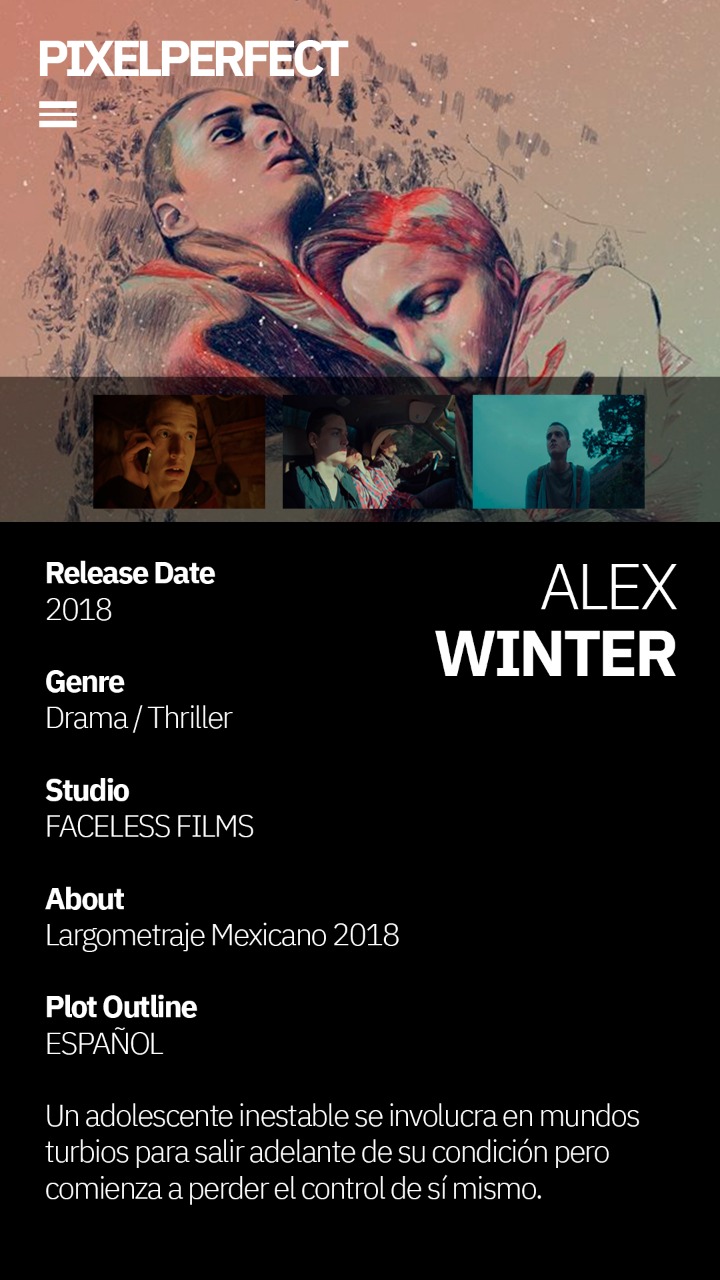 PIXELPERFECT
ALEX
WINTER
Release Date
2018
Genre
Drama / Thriller
Studio
FACELESS FILMS
About
Largometraje Mexicano 2018
Plot Outline
ESPAÑOL
Un adolescente inestable se involucra en mundos
turbios para salir adelante de su condición pero
comienza a perder el control de sí mismo.